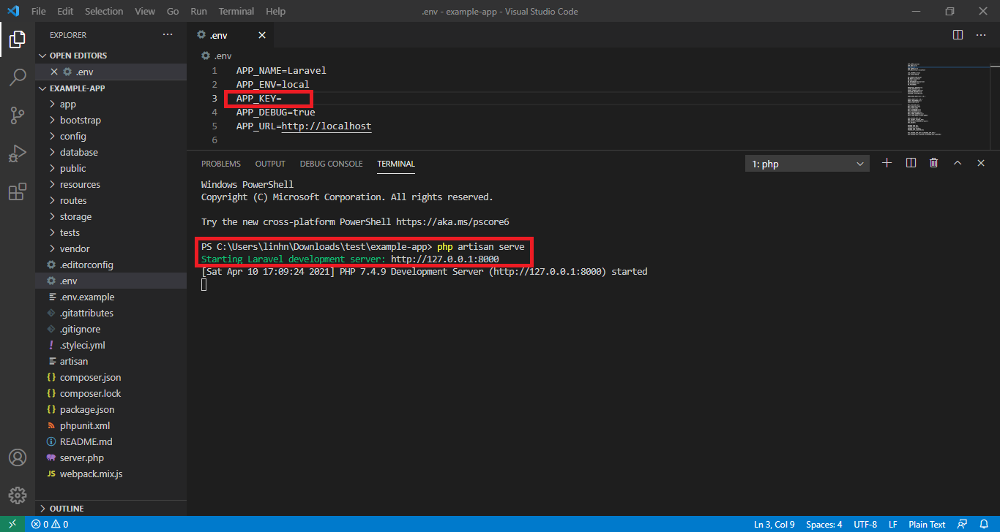 File Edit Selection View Go Run Terminal Help .env - example-app - Visual Studio Code
EXPLORER
OPEN EDITORS
.env
EXAMPLE-APP
app
bootstrap
config
database
public
resources
routes
storage
tests
vendor
.editorconfig
.env
.env.example
.gitattributes
.gitignore
.styleci.yml
artisan
composer.json
composer.lock
package.json
phpunit.xml
README.md
server.php
JS webpack.mix.js
OUTLINE
.env
.env
1 APP_NAME=Laravel
2 APP_ENV=local
3 APP_KEY=
4 APP_DEBUG=true
5 APP_URL=http://localhost
6
PROBLEMS OUTPUT DEBUG CONSOLE TERMINAL 1: php
Windows PowerShell
Copyright (C) Microsoft Corporation. All rights reserved.
Try the new cross-platform PowerShell https://aka.ms/pscore6
PS C:\Users\linhn\Downloads\test\example-app> php artisan serve
Starting Laravel development server: http://127.0.0.1:8000
[Sat Apr 10 17:09:24 2021] PHP 7.4.9 Development Server (http://127.0.0.1:8000) started
0 0 Ln 3, Col 9 Spaces: 4 UTF-8 LF Plain Text